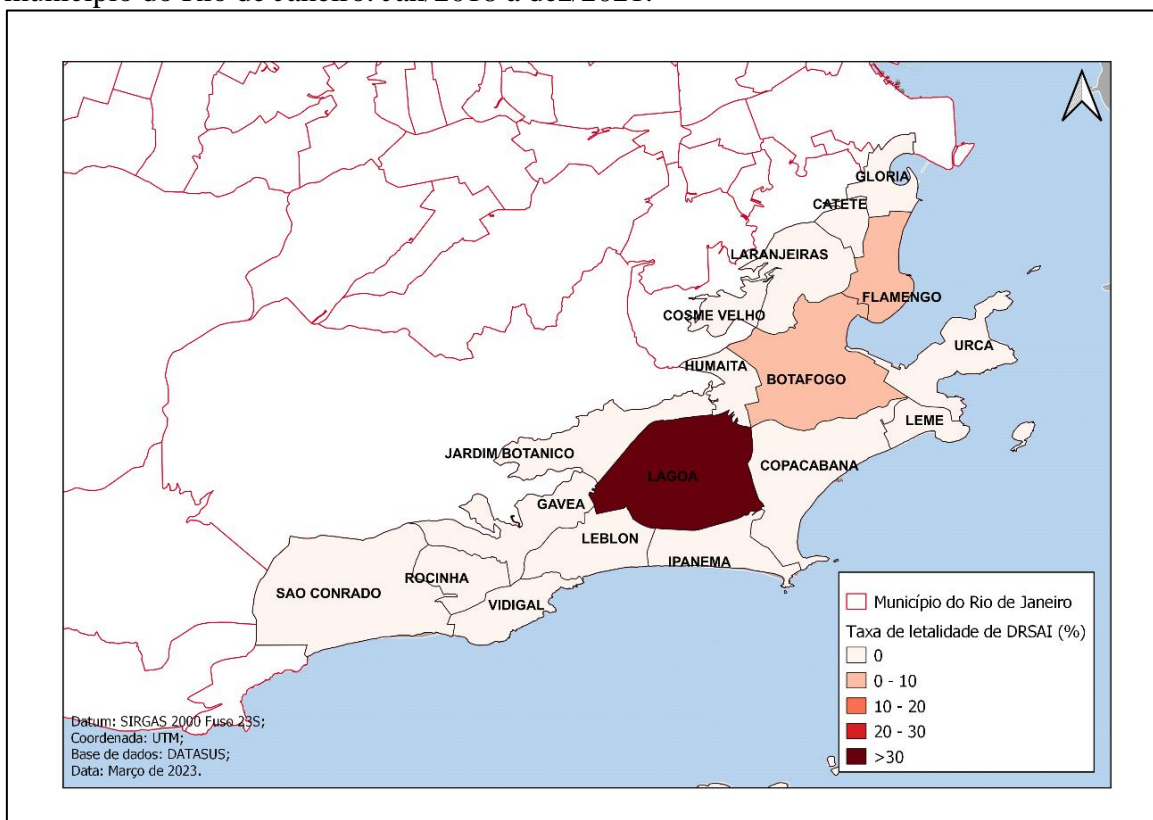 município do Rio de Janeiro. Jan/2018 a dez/2021.
GLORIA
CATETE
LARANJEIRAS
FLAMENGO
COSME VELHO
URCA
HUMAITA
BOTAFOGO
LEME
JARDIM BOTANICO
COPACABANA
LAGOA
GAVEA
LEBLON
IPANEMA
ROCINHA
SAO CONRADO
VIDIGAL
Município do Rio de Janeiro
Taxa de letalidade de DRSAI (%)
0
0 - 10
10 - 20
20 - 30
>30
Datum: SIRGAS 2000 Fuso 23S;
Coordenada: UTM;
Base de dados: DATASUS;
Data: Março de 2023.